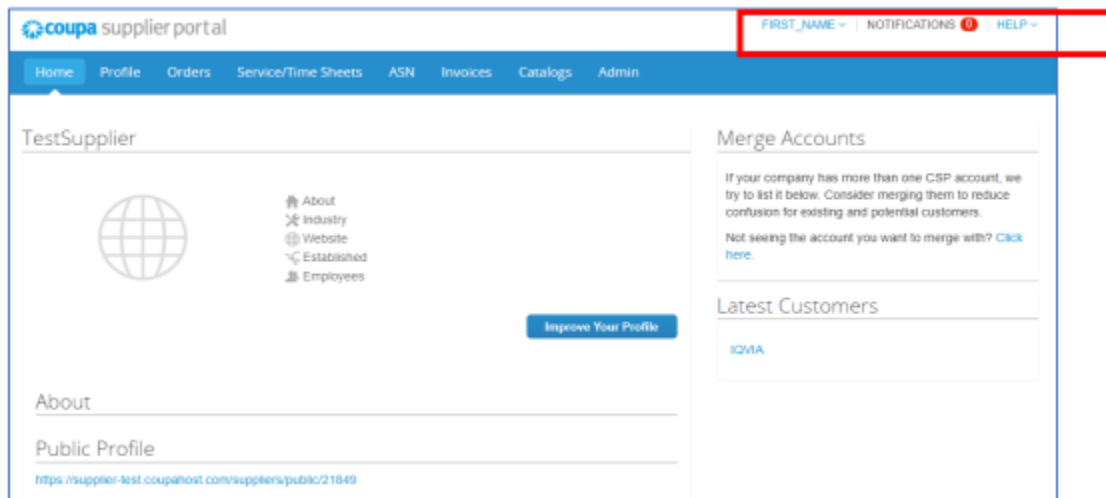 coupa supplier portal
FIRST_NAME NOTIFICATIONS 0 HELP
Home Profile Orders Service/Time Sheets ASN Invoices Catalogs Admin
TestSupplier
About
Industry
Website
Established
Employees
Improve Your Profile
About
Public Profile
https://supplier-test.coupahost.com/suppliers/public/21849
Merge Accounts
If your company has more than one CSP account, we
try to list it below. Consider merging them to reduce
confusion for existing and potential customers.
Not seeing the account you want to merge with? Click
here.
Latest Customers
IQVIA